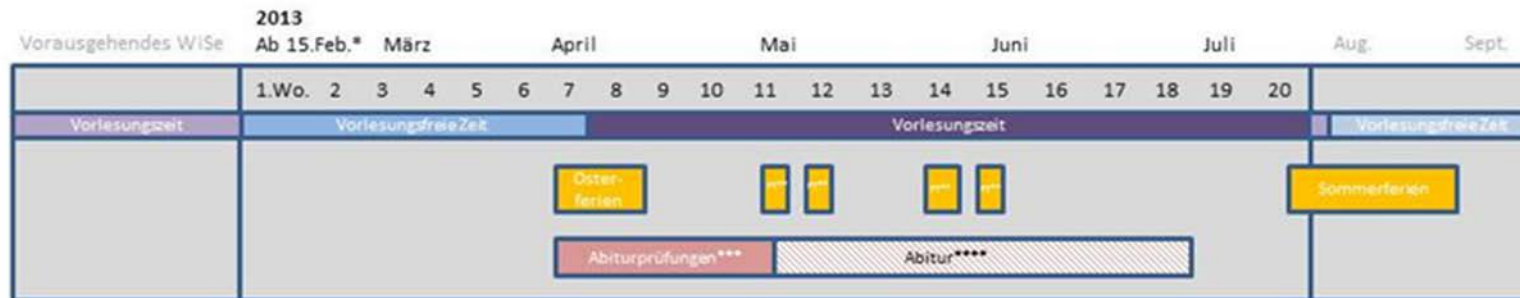 2013
Vorausgehendes WiSe Ab 15.Feb.* März April Mai Juni Juli Aug. Sept.
1.Wo. 2 3 4 5 6 7 8 9 10 11 12 13 14 15 16 17 18 19 20
Vorlesungszeit Vorlesungsfreie Zeit Vorlesungszeit Vorlesungsfreie Zeit
Oster-
ferien
Sommerferien
Abiturprüfungen*** Abitur****